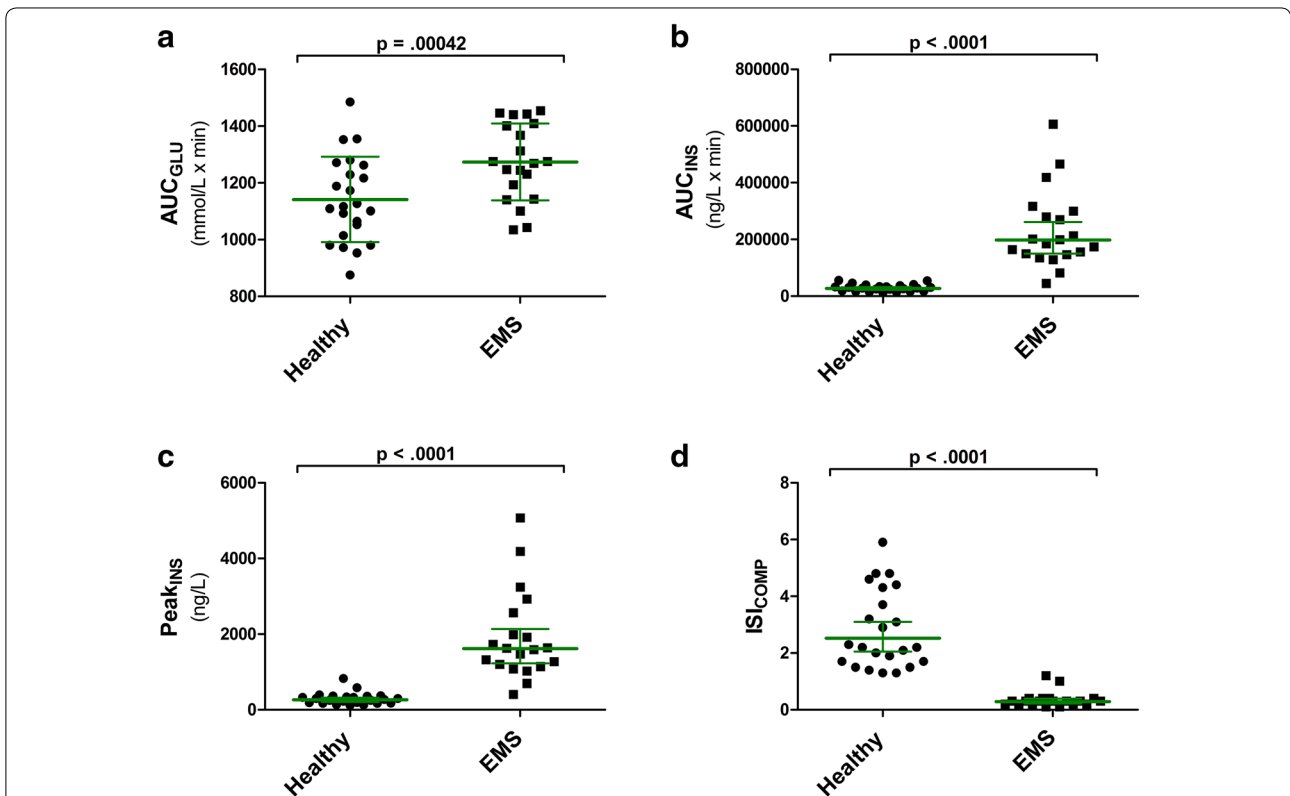 a
p = .00042
AUCGLU
(mmol/L x min)
1600
1400
1200
1000
800
Healthy
EMS
b
p < .0001
AUCINS
(ng/L x min)
800000
600000
400000
200000
0
Healthy
EMS
c
p < .0001
PeakINS
(ng/L)
6000
4000
2000
0
Healthy
EMS
d
p < .0001
ISICOMP
8
6
4
2
0
Healthy
EMS